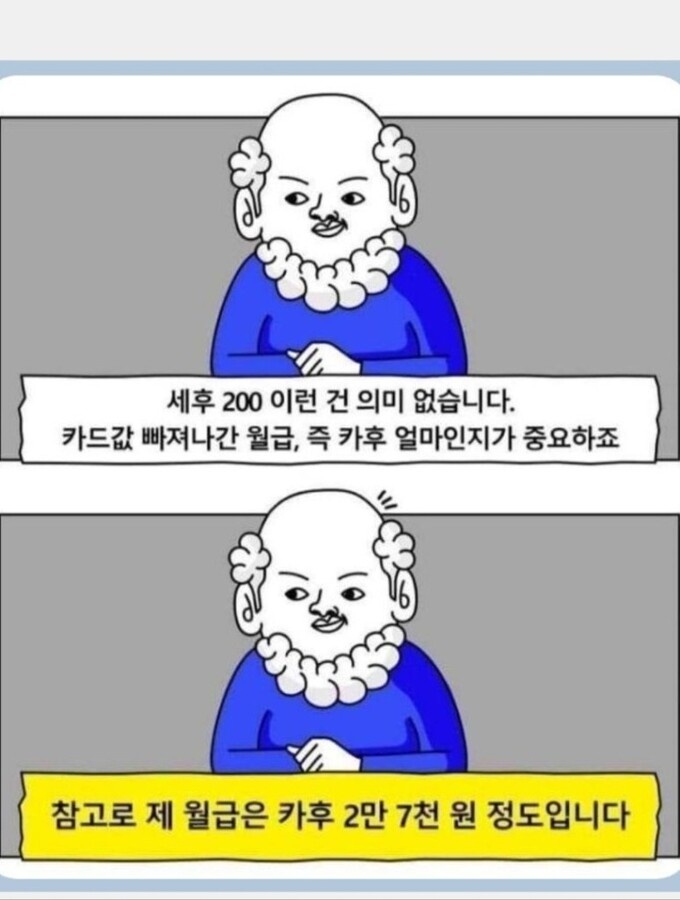 세후 200 이런 건 의미 없습니다.
카드값 빠져나간 월급, 즉 카후 얼마인지가 중요하죠
참고로 제 월급은 카후 2만 7천 원 정도입니다